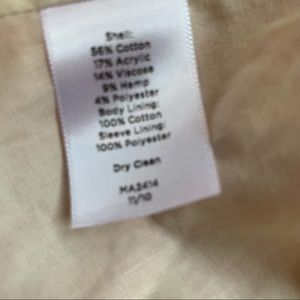 Shell:
56% Cotton
17% Acrylic
14% Viscose
9% Hemp
4% Polyester
Body Lining:
100% Cotton
Sleeve Lining:
100% Polyester
Dry Clean
MA2414
11/10